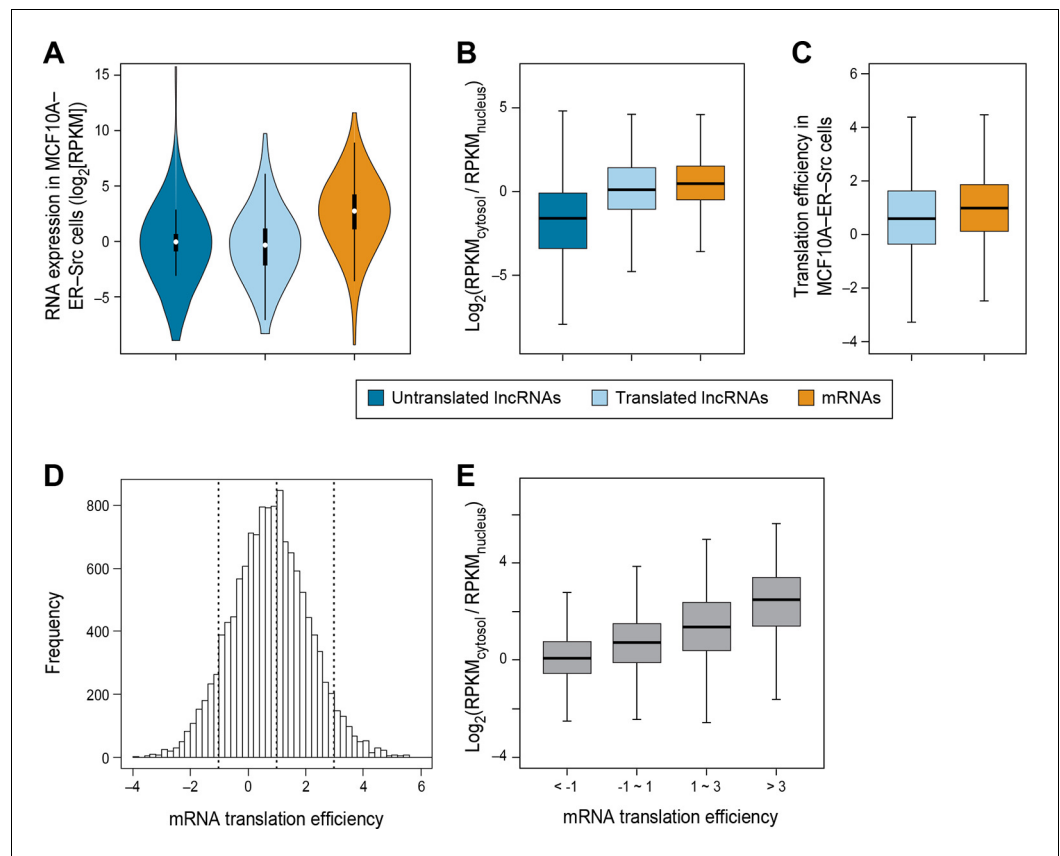 A
RNA expression in MCF10A–
ER–Src cells (log2[RPKM])
15
10
5
0
–5
B
Log2(RPKMcytosol / RPKMnucleus)
5
0
–5
C
Translation efficiency in
MCF10A–ER–Src cells
6
4
2
0
–2
–4
Untranslated lncRNAs
Translated lncRNAs
mRNAs
D
Frequency
800
600
400
200
0
–4
–2
0
2
4
6
mRNA translation efficiency
E
Log2(RPKMcytosol / RPKMnucleus)
4
0
–4
< -1
-1 ~ 1
1 ~ 3
> 3
mRNA translation efficiency